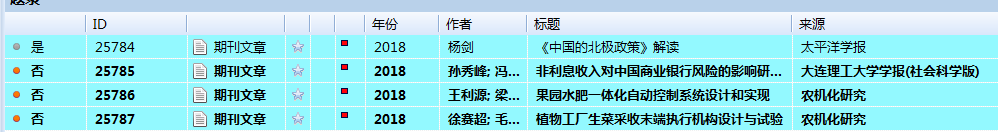 ID 年份 作者 标题 来源
是 25784 期刊文章 2018 杨剑 《中国的北极政策》解读 太平洋学报
否 25785 期刊文章 2018 孙秀峰; 冯... 非利息收入对中国商业银行风险的影响研... 大连理工大学学报(社会科学版)
否 25786 期刊文章 2018 王利源; 梁... 果园水肥一体化自动控制系统设计和实现 农机化研究
否 25787 期刊文章 2018 徐赛超; 毛... 植物工厂生菜采收末端执行机构设计与试验 农机化研究